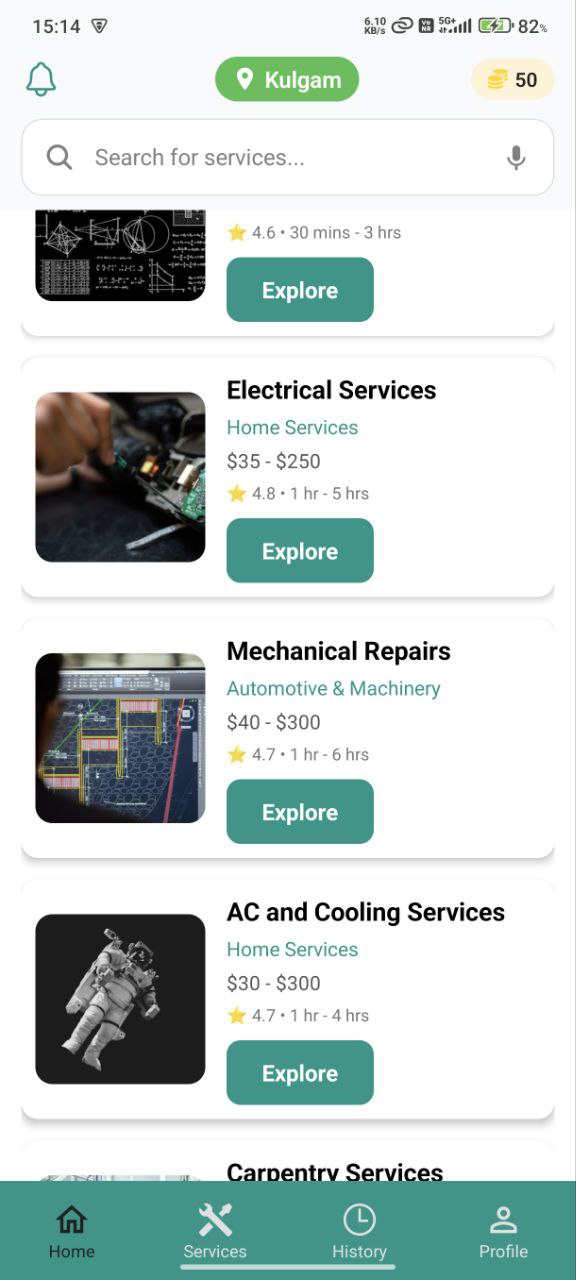 15:14
6.10 KB/s
Vo NR
5G+
82%
Kulgam
50
Search for services...
4.6 • 30 mins - 3 hrs
Explore
Electrical Services
Home Services
$35 - $250
4.8 • 1 hr - 5 hrs
Explore
Mechanical Repairs
Automotive & Machinery
$40 - $300
4.7 • 1 hr - 6 hrs
Explore
AC and Cooling Services
Home Services
$30 - $300
4.7 • 1 hr - 4 hrs
Explore
Carpentry Services
Home
Services
History
Profile